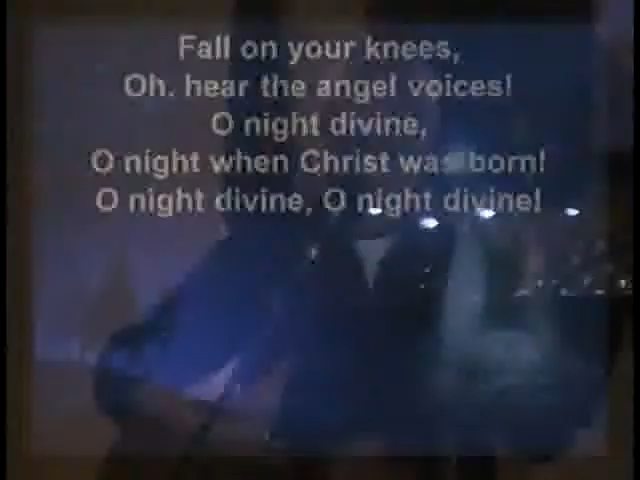 Fall on your knees,
Oh. hear the angel voices!
O night divine,
O night when Christ was born!
O night divine, O night divine!